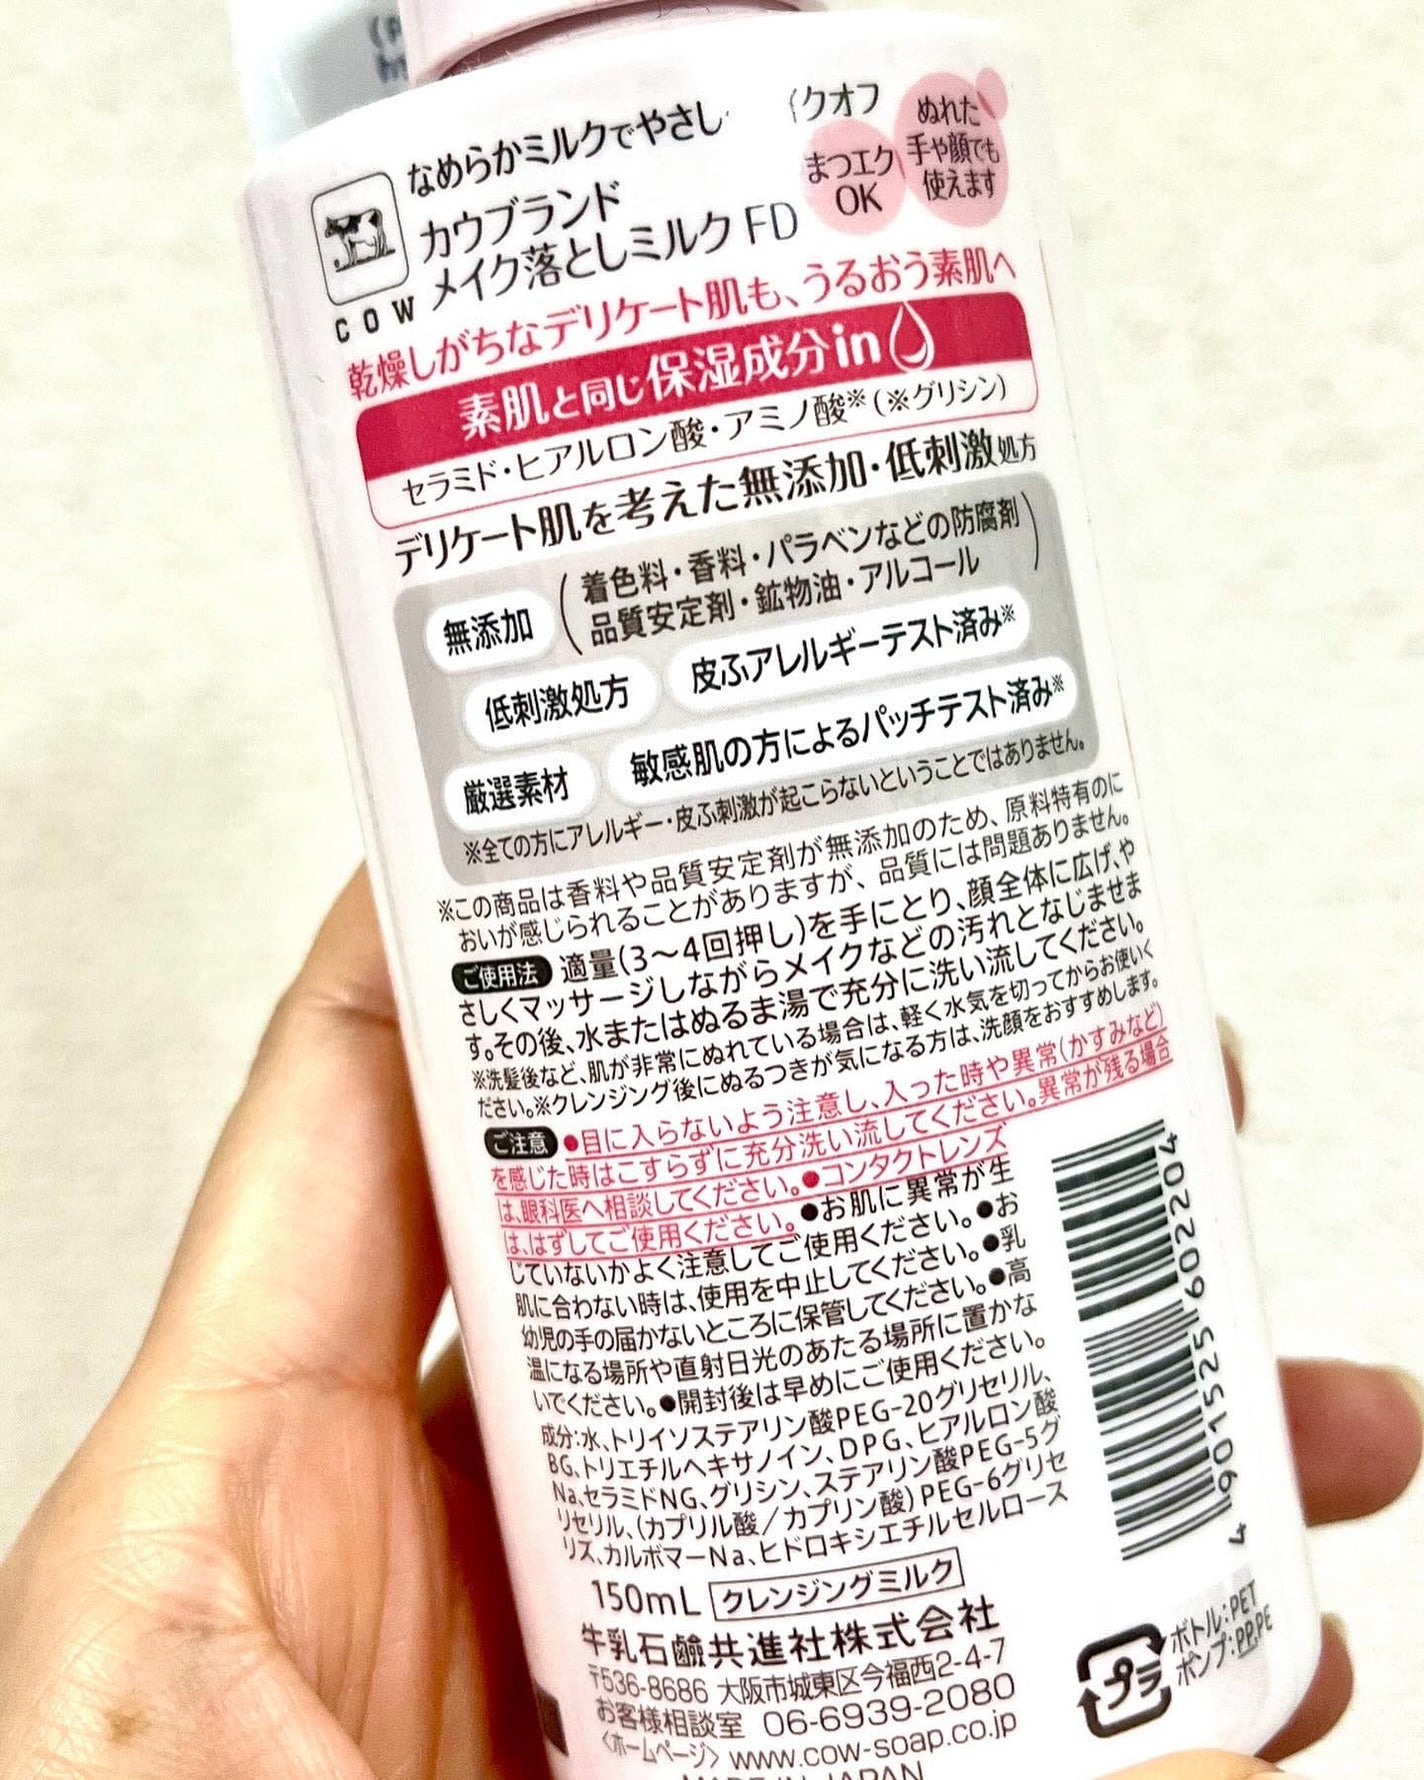 なめらかミルクでやさし クオフ
まつエク
OK
ぬれた
手や顔でも
使えます
COW
カウブランド
メイク落としミルク FD
乾燥しがちなデリケート肌も、うるおう素肌へ
素肌と同じ保湿成分in
セラミド・ヒアルロン酸・アミノ酸※(※グリシン)
デリケート肌を考えた無添加・低刺激処方
無添加
(着色料・香料・パラベンなどの防腐剤
品質安定剤・鉱物油・アルコール)
低刺激処方
皮ふアレルギーテスト済み※
厳選素材
敏感肌の方によるパッチテスト済み※
※全ての方にアレルギー・皮ふ刺激が起こらないということではありません。
※この商品は香料や品質安定剤が無添加のため、原料特有のに
おいが感じられることがありますが、品質には問題ありません。
ご使用法 適量(3〜4回押し)を手にとり、顔全体に広げ、や
さしくマッサージしながらメイクなどの汚れとなじませま
す。その後、水またはぬるま湯で充分に洗い流してください。
※洗髪後など、肌が非常にぬれている場合は、軽く水気を切ってからお使いく
ださい。※クレンジング後にぬるつきが気になる方は、洗顔をおすすめします。
ご注意 ●目に入らないよう注意し、入った時や異常(かすみなど)
を感じた時はこすらずに充分洗い流してください。異常が残る場合
は、眼科医へ相談してください。●コンタクトレンズ
は、はずしてご使用ください。●お肌に異常が生
じていないかよく注意してご使用ください。●お
肌に合わない時は、使用を中止してください。●乳
幼児の手の届かないところに保管してください。●高
温になる場所や直射日光のあたる場所に置かな
いでください。●開封後は早めにご使用ください。
成分:水、トリイソステアリン酸PEG-20グリセリル、
BG、トリエチルヘキサノイン、DPG、ヒアルロン酸
Na、セラミドNG、グリシン、ステアリン酸PEG-5グ
リセリル、(カプリル酸/カプリン酸)PEG-6グリセ
リズ、カルボマーNa、ヒドロキシエチルセルロース
150mL クレンジングミルク
牛乳石鹼共進社株式会社
〒536-8686 大阪市城東区今福西2-4-7
お客様相談室 06-6939-2080
〈ホームページ〉 www.cow-soap.co.jp
MADE IN JAPAN
4 901525 602204
プラ
ボトル:PET
ポンプ:PP,PE